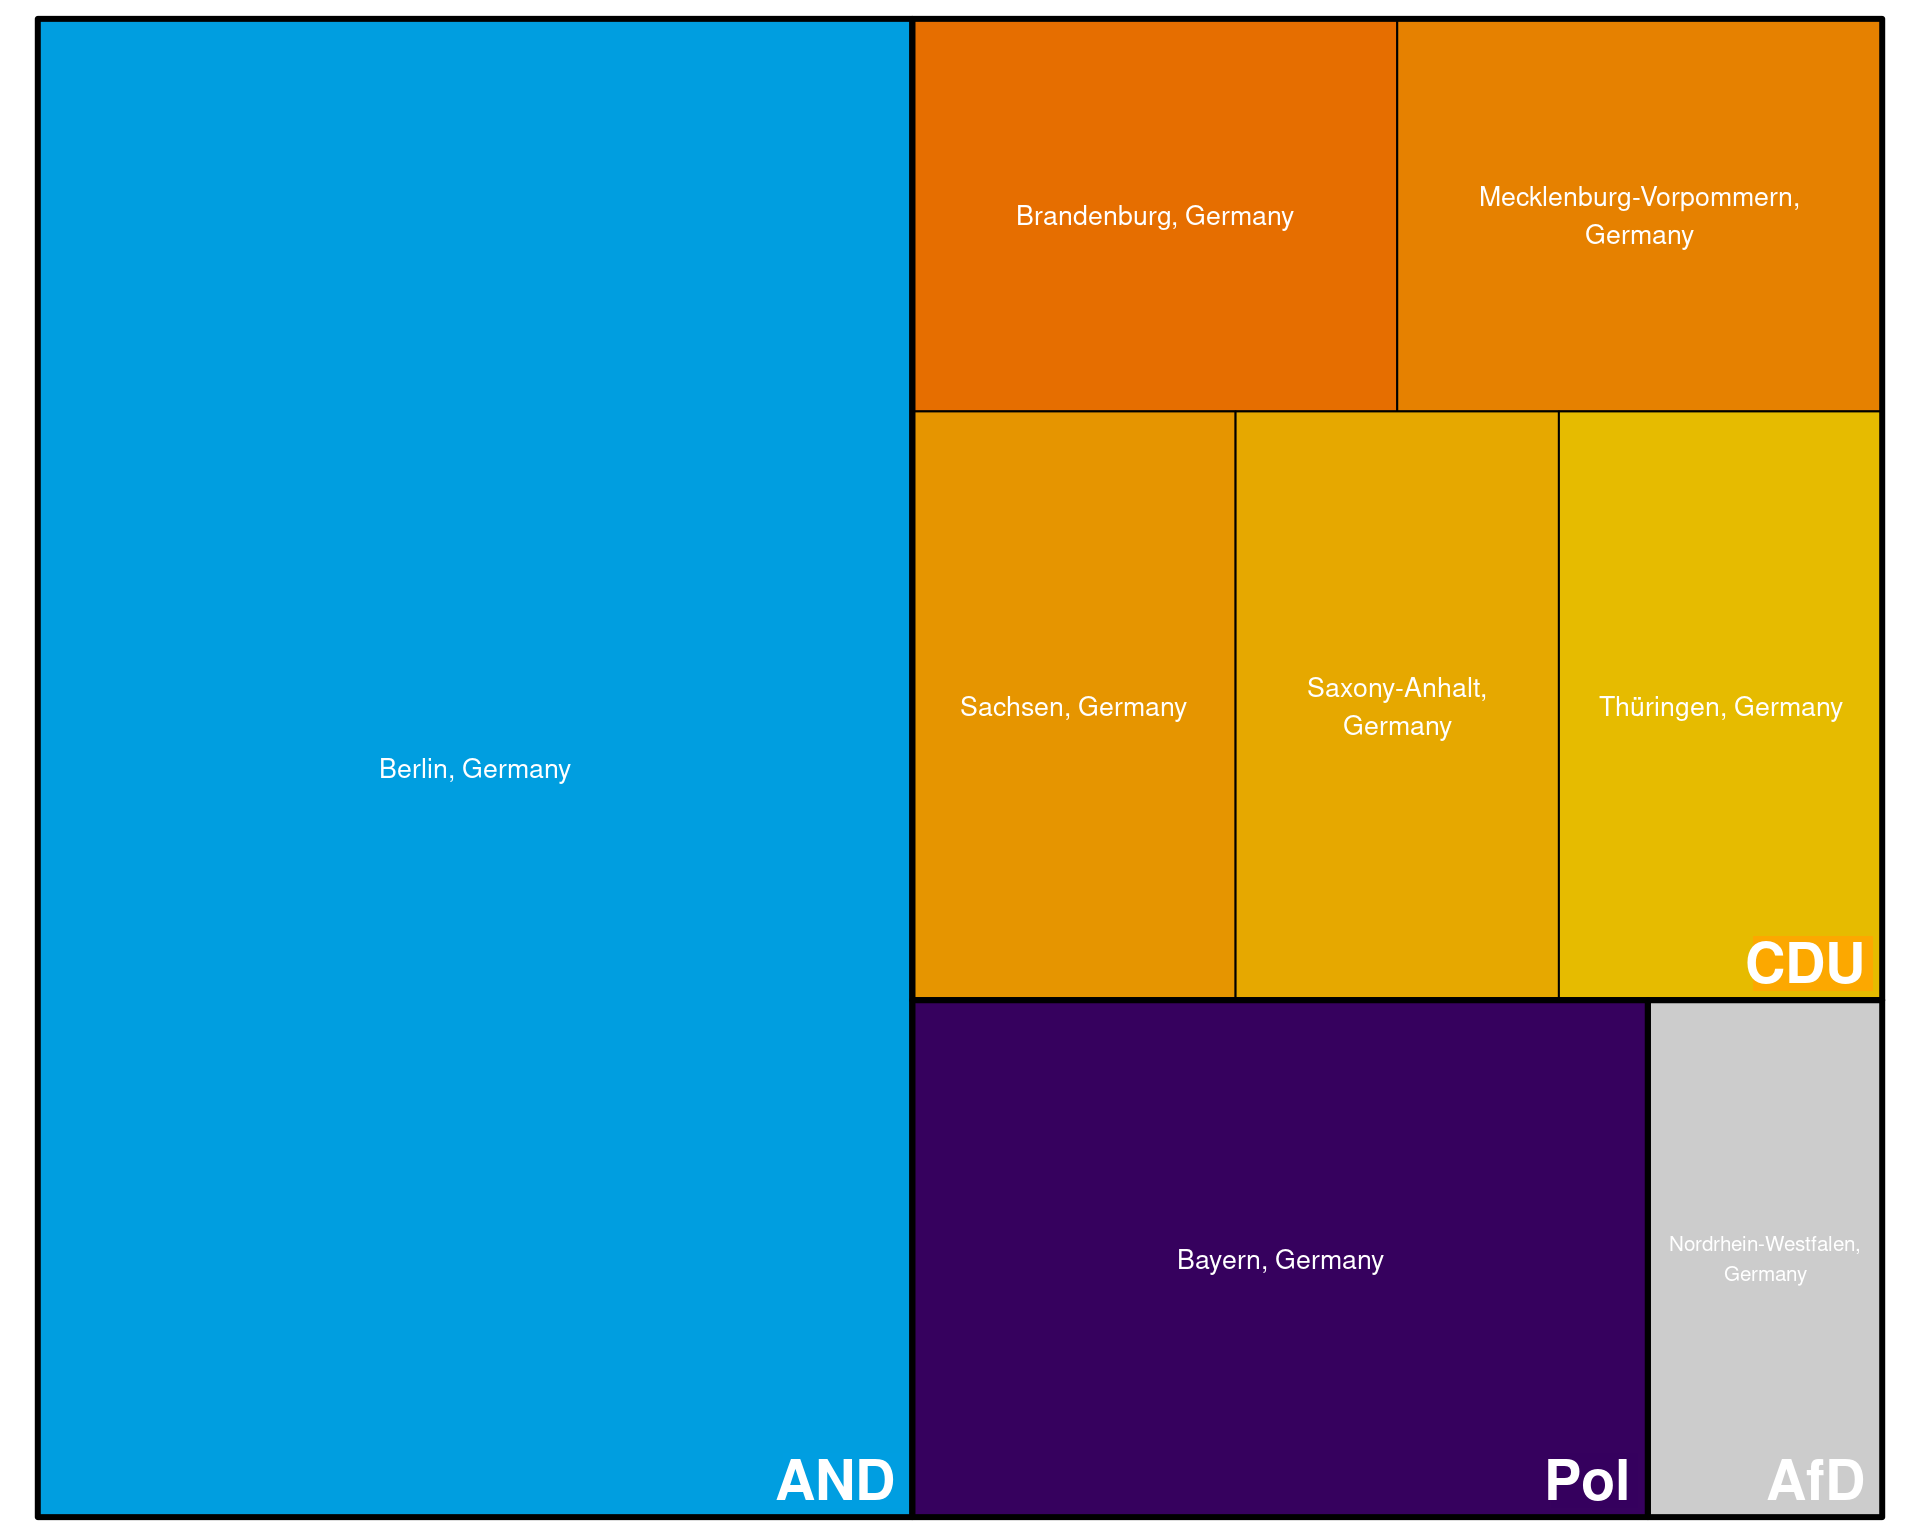 Berlin, Germany
AND
Brandenburg, Germany
Mecklenburg-Vorpommern,
Germany
Sachsen, Germany
Saxony-Anhalt,
Germany
Thüringen, Germany
CDU
Bayern, Germany
Pol
Nordrhein-Westfalen,
Germany
AfD